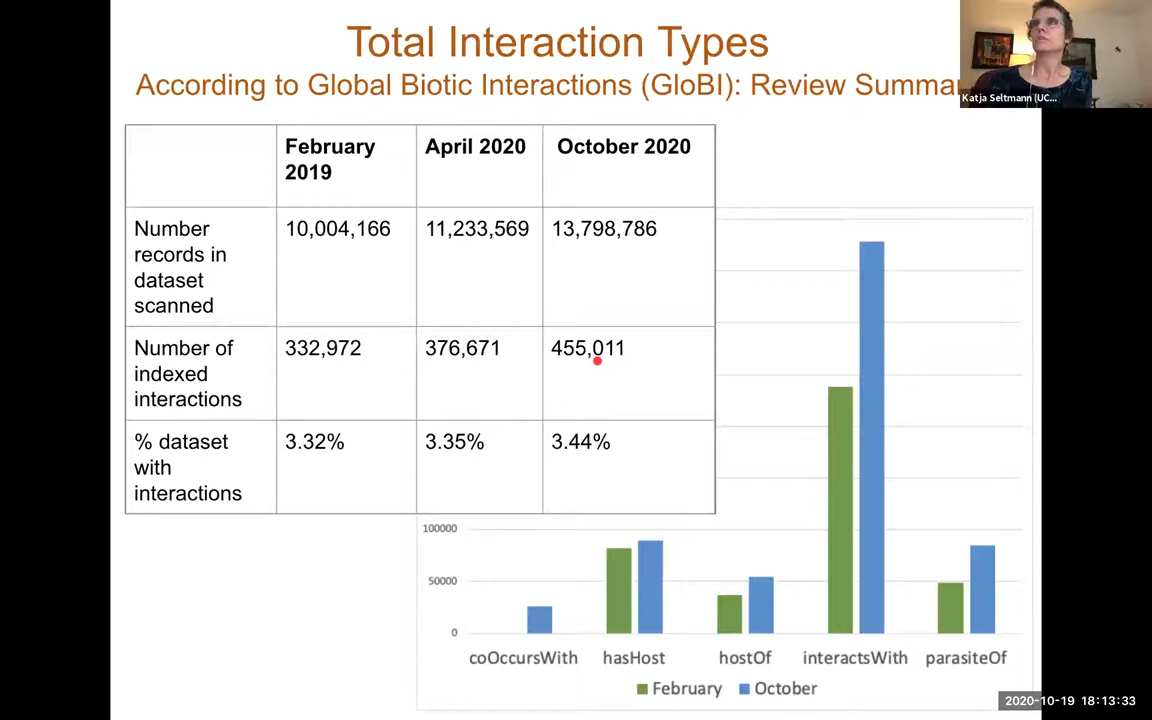 Total Interaction Types
According to Global Biotic Interactions (GloBI): Review Summa
Katja Seltmann (UC...
February 2019
April 2020
October 2020
Number records in dataset scanned
10,004,166
11,233,569
13,798,786
Number of indexed interactions
332,972
376,671
455,011
% dataset with interactions
3.32%
3.35%
3.44%
100000
50000
0
coOccursWith
hasHost
hostOf
interactsWith
parasiteOf
February
October
2020-10-19 18:13:33